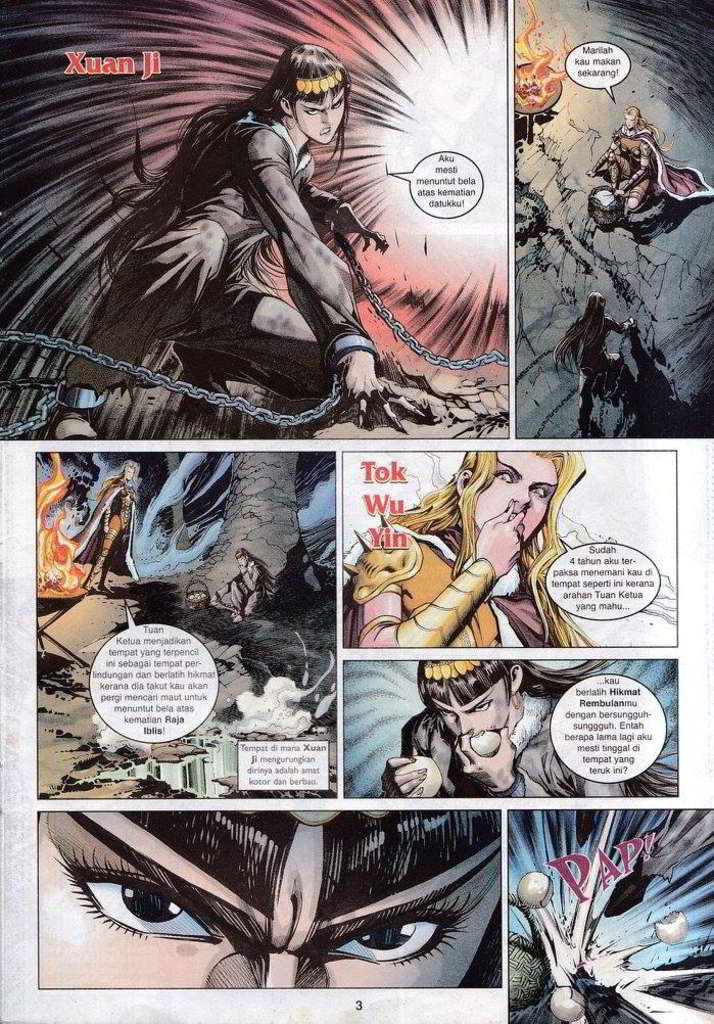 Xuan Ji
Aku
mesti
menuntut bela
atas kematian
datukku!
Marilah
kau makan
sekarang!
Tuan
Ketua menjadikan
tempat yang terpencil
ini sebagai tempat per-
lindungan dan berlatih hikmat
kerana dia takut kau akan
pergi mencari maut untuk
menuntut bela atas
kematian Raja
Iblis!
Tempat di mana Xuan
Ji mengurungkan
dirinya adalah amat
kotor dan berbau.
Tok
Wu
Yin
Sudah
4 tahun aku ter-
paksa menemani kau di
tempat seperti ini kerana
arahan Tuan Ketua
yang mahu...
...kau
berlatih Hikmat
Rembulanmu
dengan bersungguh-
sunggguh. Entah
berapa lama lagi aku
mesti tinggal di
tempat yang
teruk ini?
PAP!
3